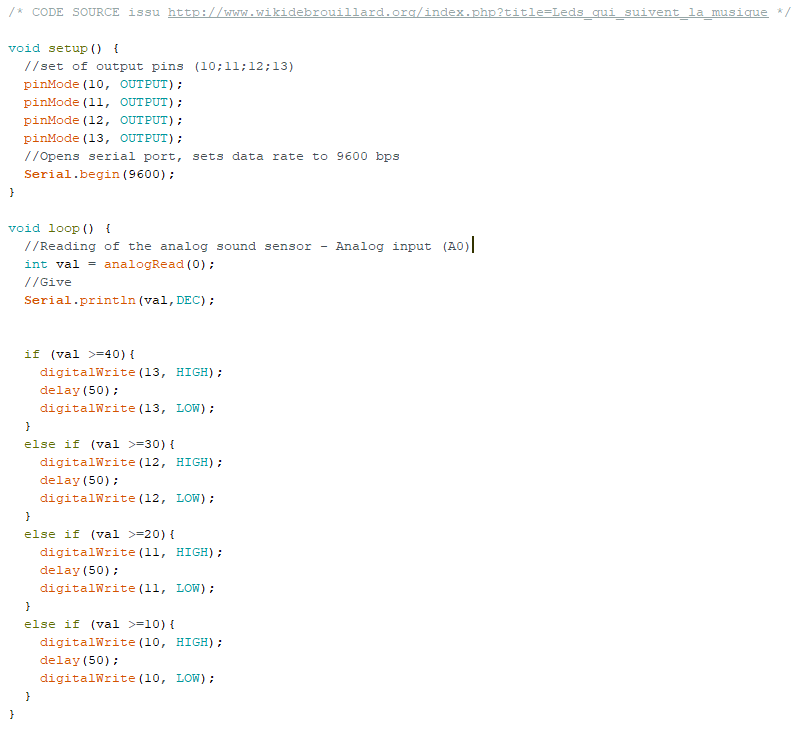 /* CODE SOURCE issu http://www.wikidebrouillard.org/index.php?title=Leds_qui_suivent_la_musique */
void setup() {
//set of output pins (10;11;12;13)
pinMode(10, OUTPUT);
pinMode(11, OUTPUT);
pinMode(12, OUTPUT);
pinMode(13, OUTPUT);
//Opens serial port, sets data rate to 9600 bps
Serial.begin(9600);
}
void loop() {
//Reading of the analog sound sensor - Analog input (A0)
int val = analogRead(0);
//Give
Serial.println(val,DEC);
if (val >=40){
digitalWrite(13, HIGH);
delay(50);
digitalWrite(13, LOW);
}
else if (val >=30){
digitalWrite(12, HIGH);
delay(50);
digitalWrite(12, LOW);
}
else if (val >=20){
digitalWrite(11, HIGH);
delay(50);
digitalWrite(11, LOW);
}
else if (val >=10){
digitalWrite(10, HIGH);
delay(50);
digitalWrite(10, LOW);
}
}